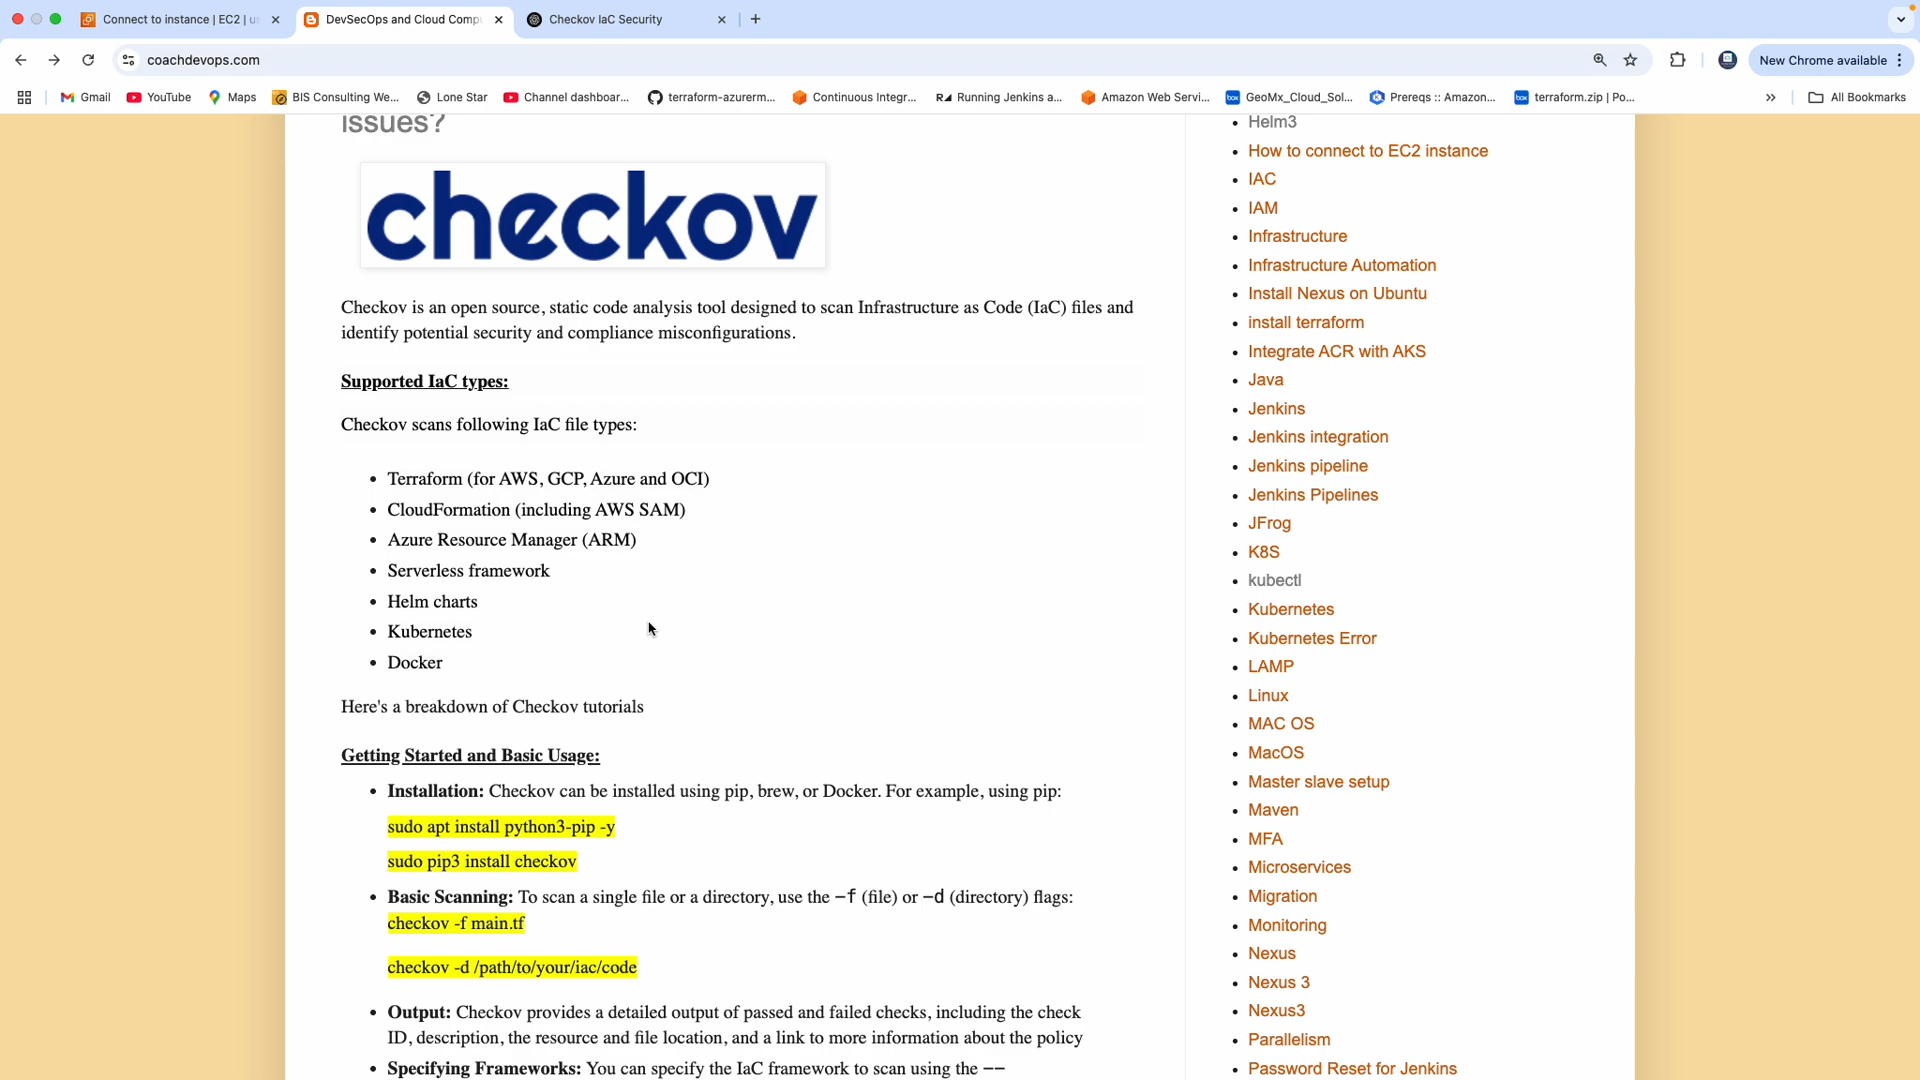 Connect to instance | EC2 | us
DevSecOps and Cloud Compu
Checkov IaC Security
coachdevops.com
New Chrome available
Gmail
YouTube
Maps
BIS Consulting We...
Lone Star
Channel dashboar...
terraform-azurerm...
Continuous Integr...
Running Jenkins a...
Amazon Web Servi...
GeoMx_Cloud_Sol...
Prereqs :: Amazon...
terraform.zip | Po...
All Bookmarks
issues?
checkov
Checkov is an open source, static code analysis tool designed to scan Infrastructure as Code (IaC) files and
identify potential security and compliance misconfigurations.
Supported IaC types:
Checkov scans following IaC file types:
Terraform (for AWS, GCP, Azure and OCI)
CloudFormation (including AWS SAM)
Azure Resource Manager (ARM)
Serverless framework
Helm charts
Kubernetes
Docker
Here's a breakdown of Checkov tutorials
Getting Started and Basic Usage:
Installation: Checkov can be installed using pip, brew, or Docker. For example, using pip:
sudo apt install python3-pip -y
sudo pip3 install checkov
Basic Scanning: To scan a single file or a directory, use the -f (file) or -d (directory) flags:
checkov -f main.tf
checkov -d /path/to/your/iac/code
Output: Checkov provides a detailed output of passed and failed checks, including the check
ID, description, the resource and file location, and a link to more information about the policy
Specifying Frameworks: You can specify the IaC framework to scan using the --
Helm3
How to connect to EC2 instance
IAC
IAM
Infrastructure
Infrastructure Automation
Install Nexus on Ubuntu
install terraform
Integrate ACR with AKS
Java
Jenkins
Jenkins integration
Jenkins pipeline
Jenkins Pipelines
JFrog
K8S
kubectl
Kubernetes
Kubernetes Error
LAMP
Linux
MAC OS
MacOS
Master slave setup
Maven
MFA
Microservices
Migration
Monitoring
Nexus
Nexus 3
Nexus3
Parallelism
Password Reset for Jenkins